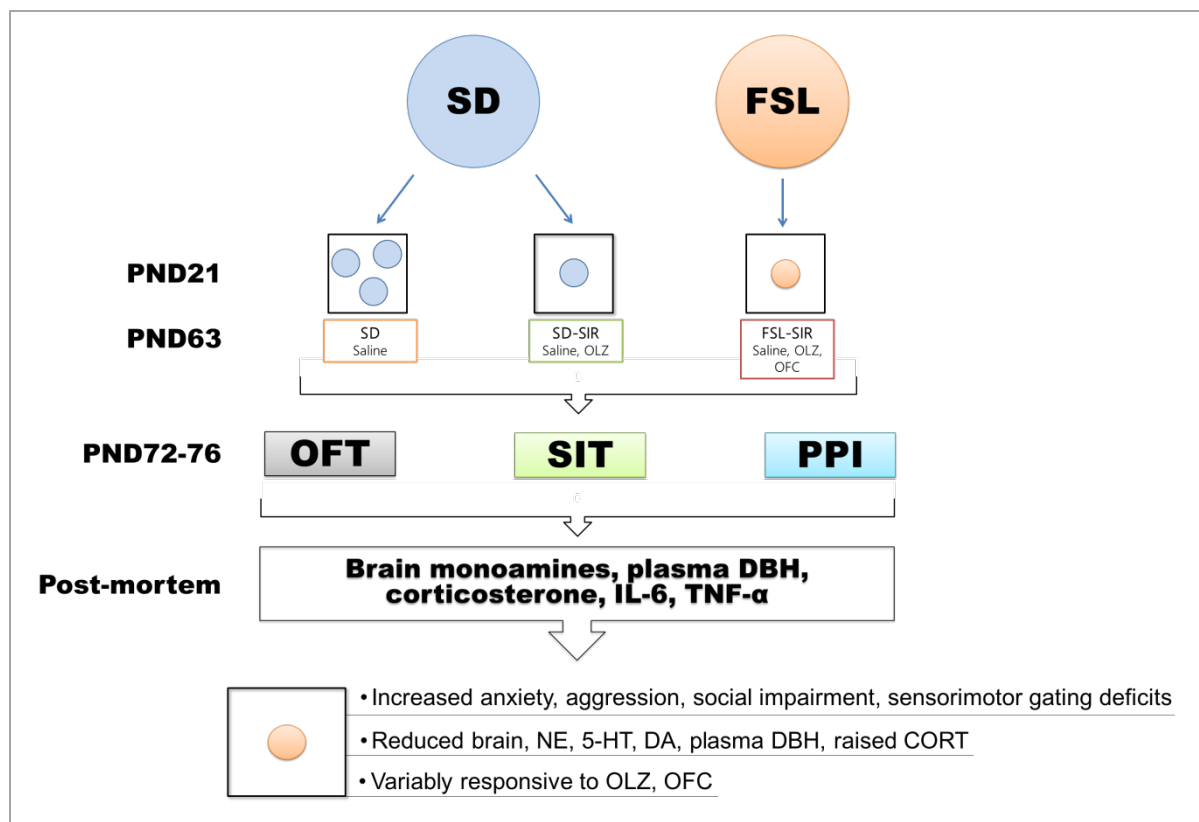 SD
FSL
PND21
PND63
SD
Saline
SD-SIR
Saline, OLZ
FSL-SIR
Saline, OLZ,
OFC
PND72-76
OFT
SIT
PPI
Post-mortem
Brain monoamines, plasma DBH,
corticosterone, IL-6, TNF-α
•Increased anxiety, aggression, social impairment, sensorimotor gating deficits
•Reduced brain, NE, 5-HT, DA, plasma DBH, raised CORT
•Variably responsive to OLZ, OFC